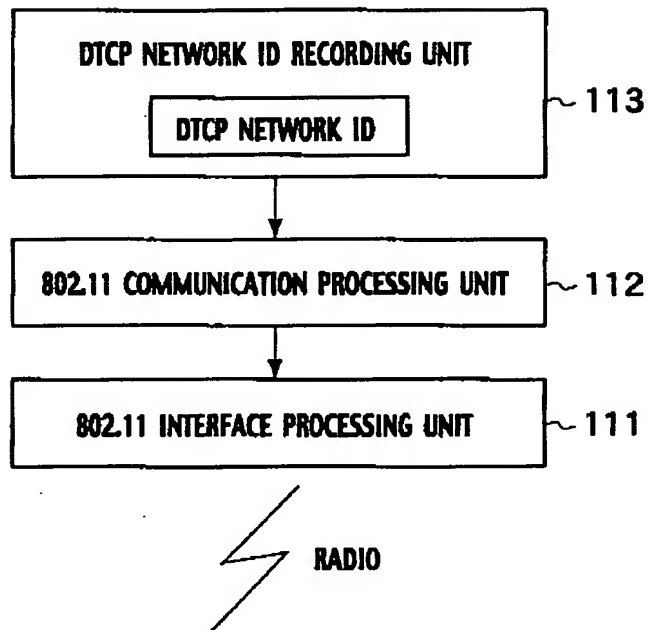 DTCP NETWORK ID RECORDING UNIT
DTCP NETWORK ID
113
802.11 COMMUNICATION PROCESSING UNIT
112
802.11 INTERFACE PROCESSING UNIT
111
RADIO